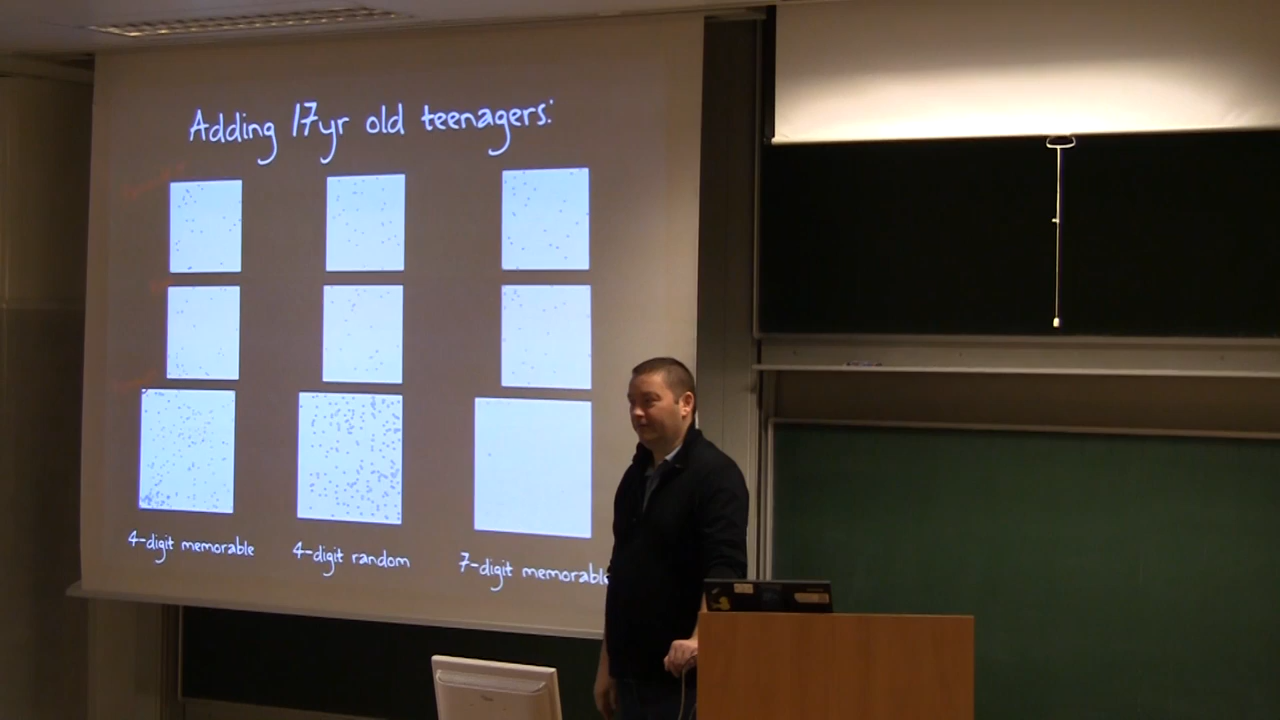 Adding 17yr old teenagers:
4-digit memorable
4-digit random
7-digit memorable